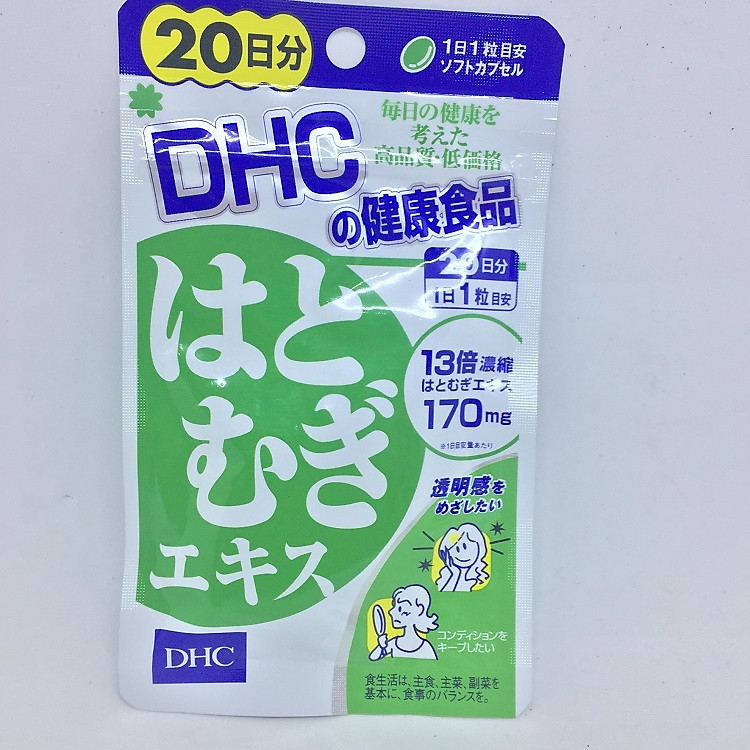 20日分
1日1粒目安
ソフトカプセル
毎日の健康を
考えた
高品質・低価格
DHC
の健康食品
20日分
1日1粒目安
はと
むぎ
エキス
13倍濃縮
はとむぎエキス
170mg
※1日目安量あたり
透明感を
めざしたい
コンディションを
キープしたい
DHC
食生活は、主食、主菜、副菜を
基本に、食事のバランスを。